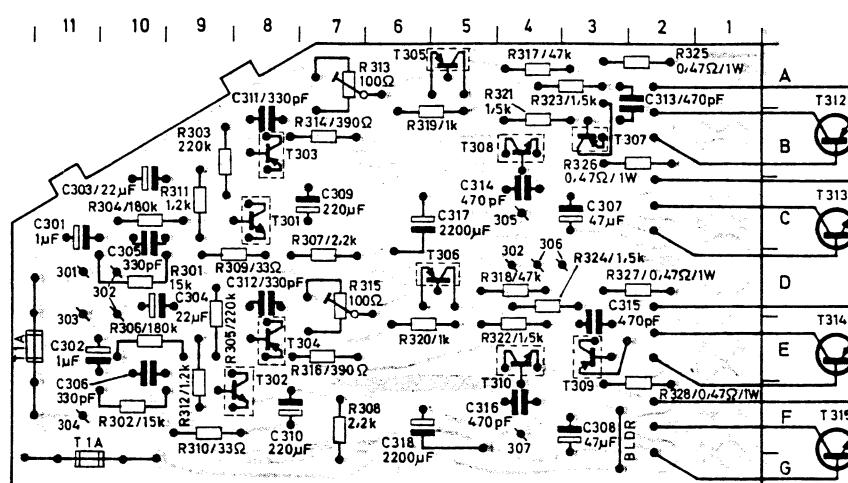 11 10 9 8 7 6 5 4 3 2 1
A
B
C
D
E
F
G
T305
R317/47k
R325
0,47Ω/1W
R313
100Ω
C311/330pF
R321
1,5k
R323/1,5k
C313/470pF
T312
R314/390Ω
R319/1k
R303
220k
T303
T308
T307
R326
0,47Ω/1W
C303/22µF
R311
1,2k
C309
220µF
C314
470pF
T313
R304/180k
C301
1µF
T301
C317
2200µF
305
C307
47µF
C305
330pF
R307/2,2k
T306
302
306
R324/1,5k
R309/33Ω
301
R301
15k
C312/330pF
R315
100Ω
R318/47k
R327/0,47Ω/1W
302
C304
22µF
C315
470pF
303
R306/180k
R305/220k
T304
R320/1k
R322/1,5k
T314
T1A
C302
1µF
R316/390Ω
C306
330pF
R312/1,2k
T302
T310
T309
R328/0,47Ω/1W
304
R302/15k
R308
2,2k
C316
470pF
T315
T1A
R310/33Ω
C310
220µF
C318
2200µF
307
C308
47µF
BLDR